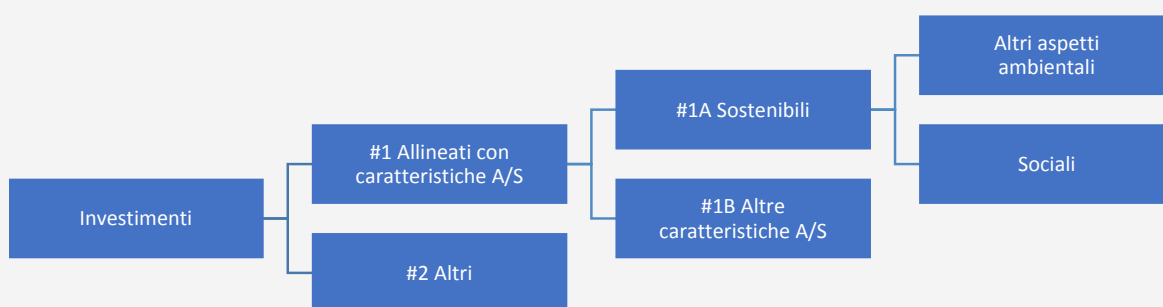 Investimenti
#1 Allineati con
caratteristiche A/S
#2 Altri
#1A Sostenibili
#1B Altre
caratteristiche A/S
Altri aspetti
ambientali
Sociali